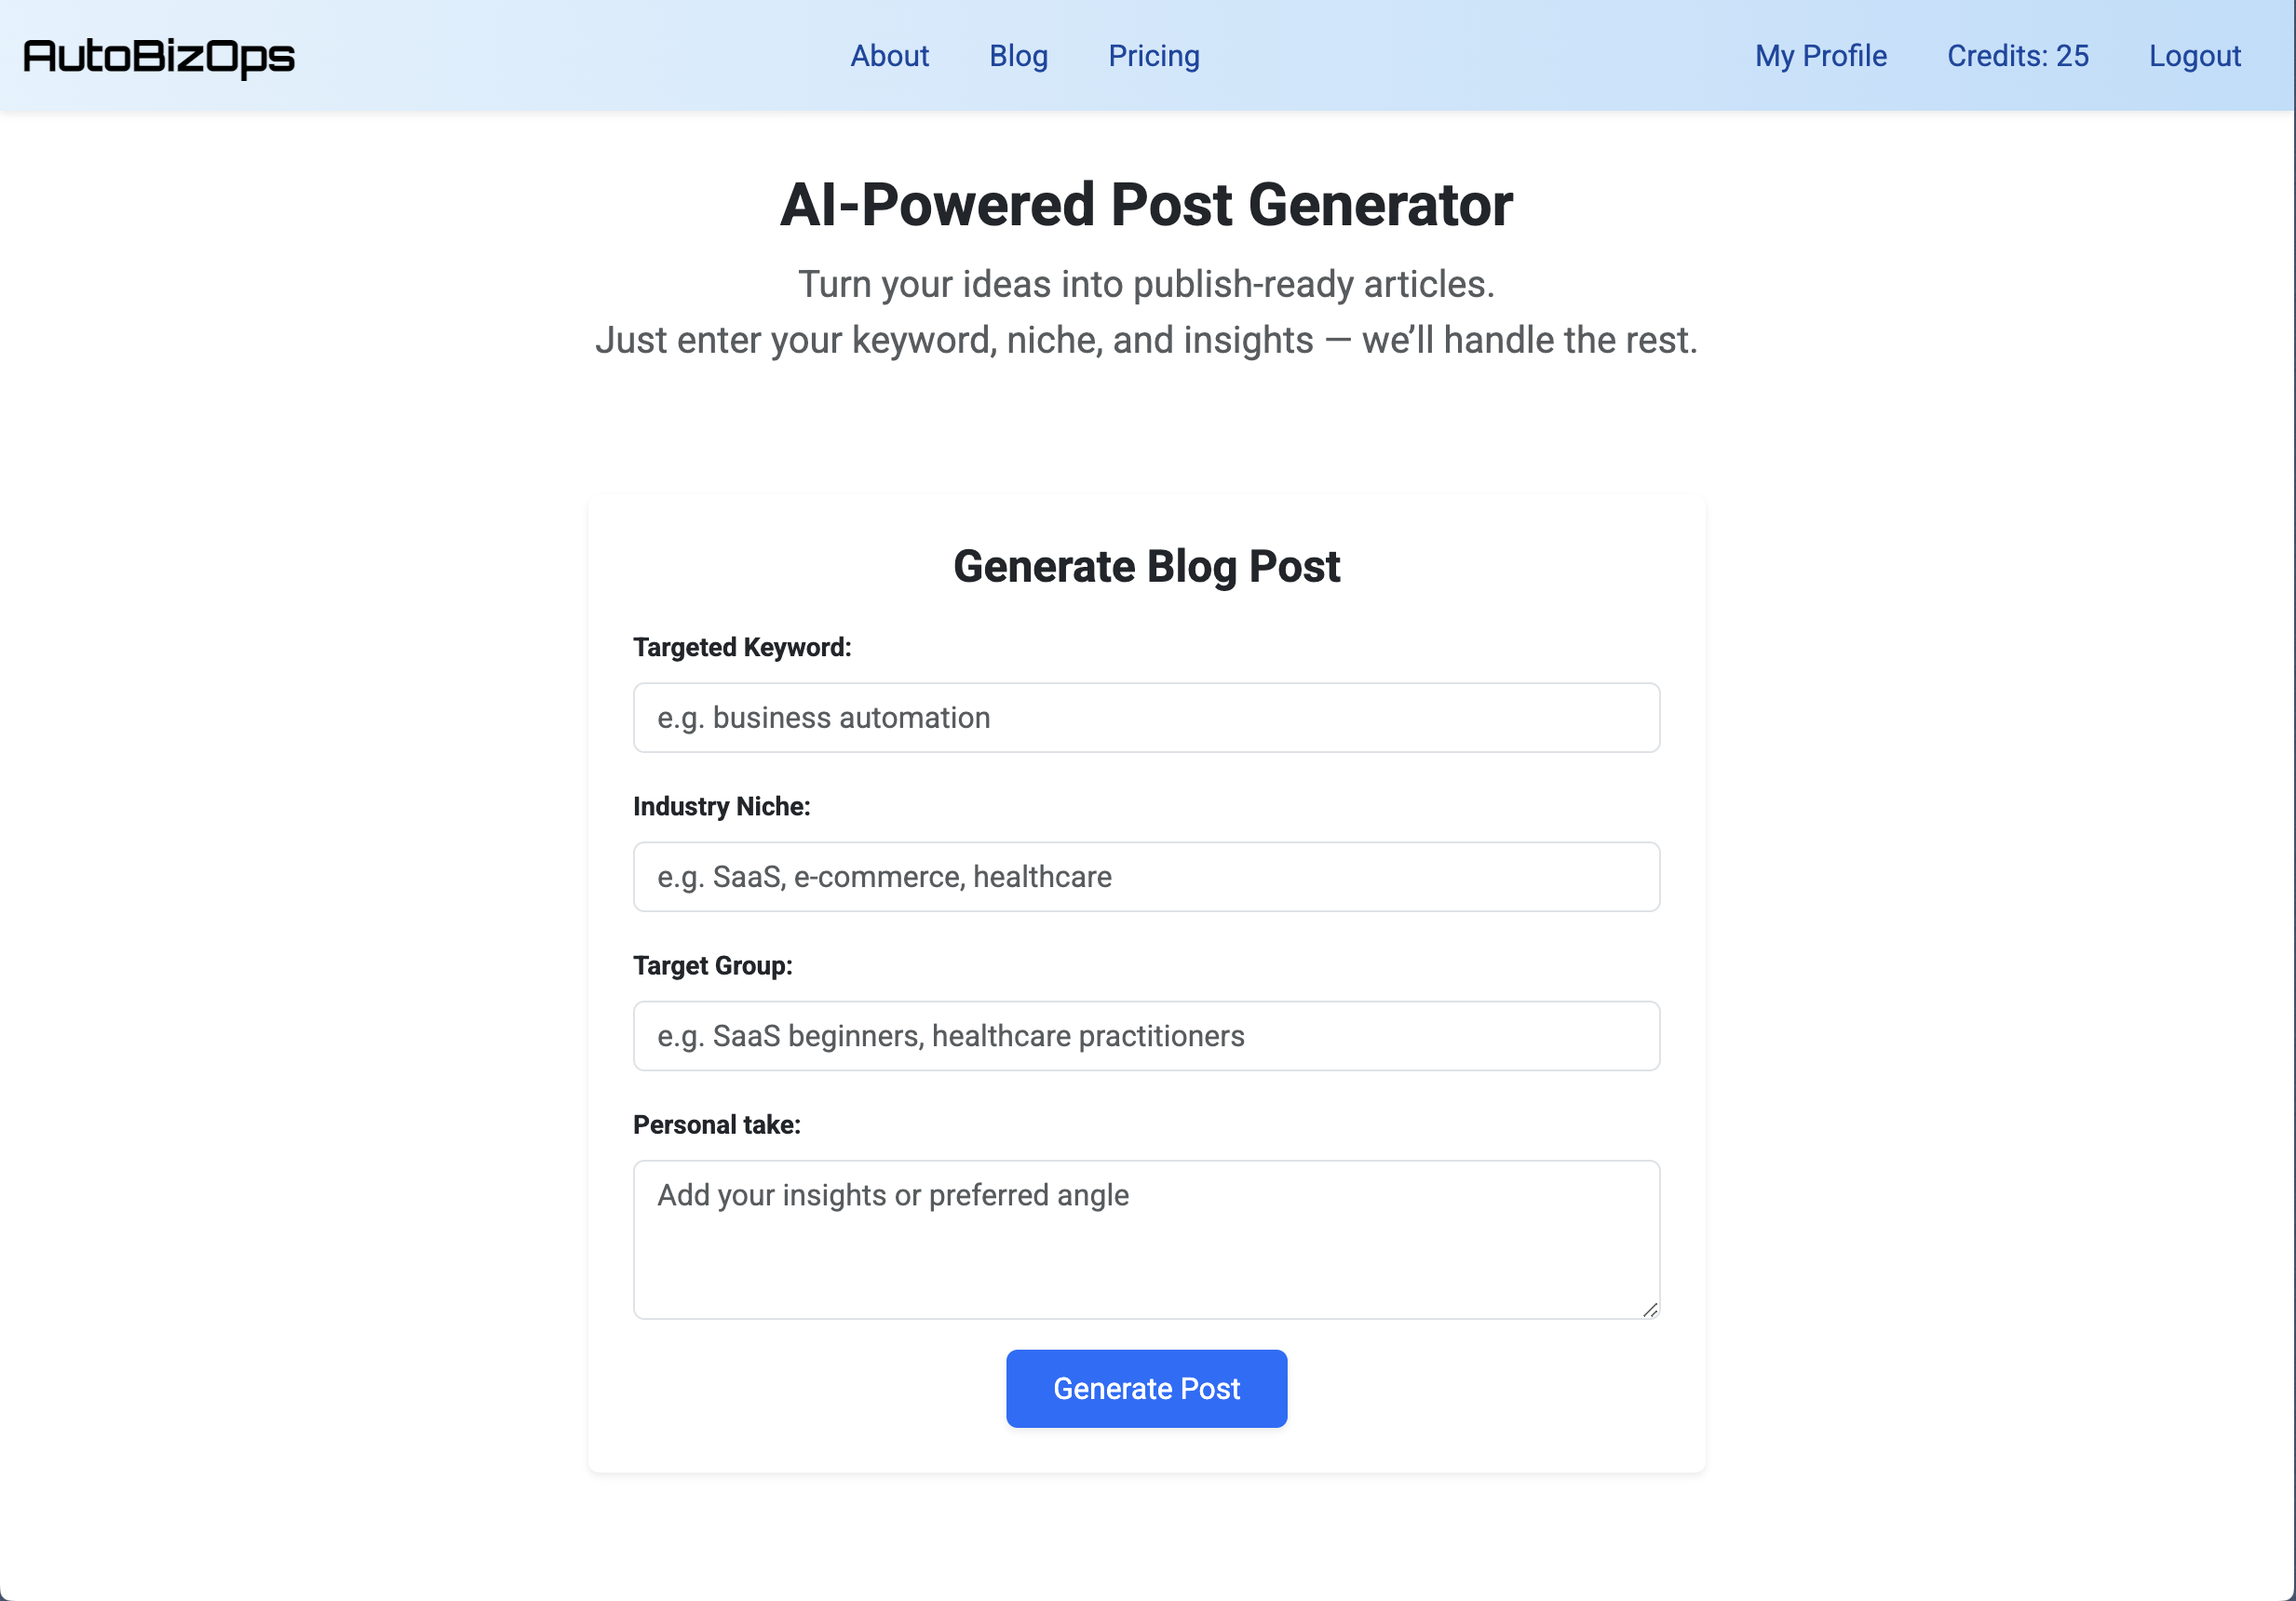 AutoBizOps
About
Blog
Pricing
My Profile
Credits: 25
Logout
AI-Powered Post Generator
Turn your ideas into publish-ready articles.
Just enter your keyword, niche, and insights — we’ll handle the rest.
Generate Blog Post
Targeted Keyword:
e.g. business automation
Industry Niche:
e.g. SaaS, e-commerce, healthcare
Target Group:
e.g. SaaS beginners, healthcare practitioners
Personal take:
Add your insights or preferred angle
Generate Post